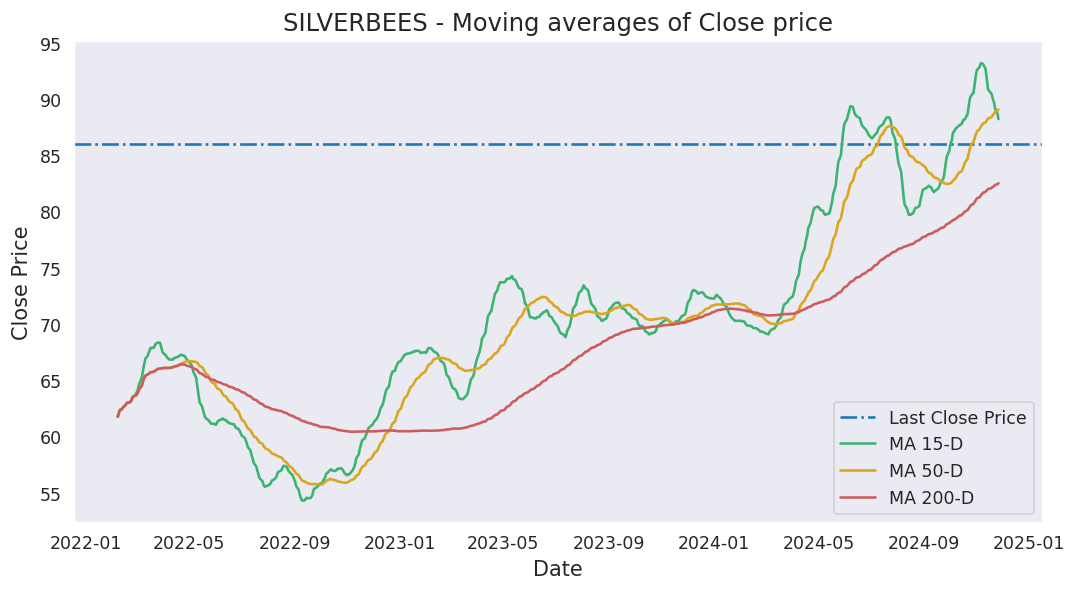 SILVERBEES - Moving averages of Close price
Close Price
95
90
85
80
75
70
65
60
55
Last Close Price
MA 15-D
MA 50-D
MA 200-D
2022-01 2022-05 2022-09 2023-01 2023-05 2023-09 2024-01 2024-05 2024-09 2025-01
Date